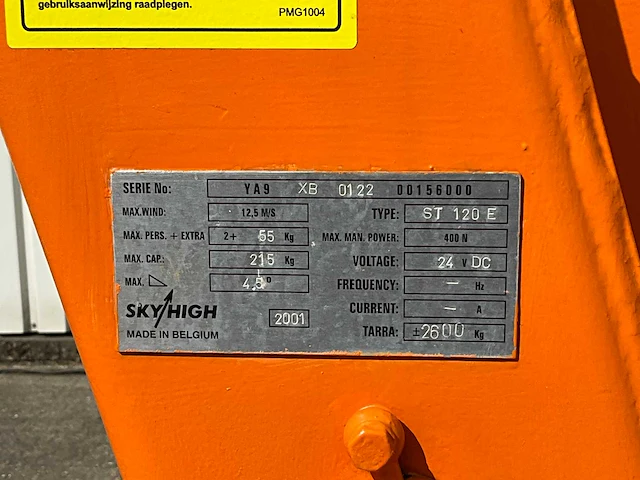 gebruiksaanwijzing raadplegen.
PMG1004
SERIE No: YA9 XB 0122 00156000
MAX.WIND: 12,5 M/S TYPE: ST 120 E
MAX. PERS. + EXTRA 2+ 55 Kg MAX. MAN. POWER: 400 N
MAX. CAP.: 215 Kg VOLTAGE: 24 V DC
MAX. 4.5° FREQUENCY: – Hz
SKY HIGH 2001 CURRENT: – A
MADE IN BELGIUM TARRA: ±2600 Kg